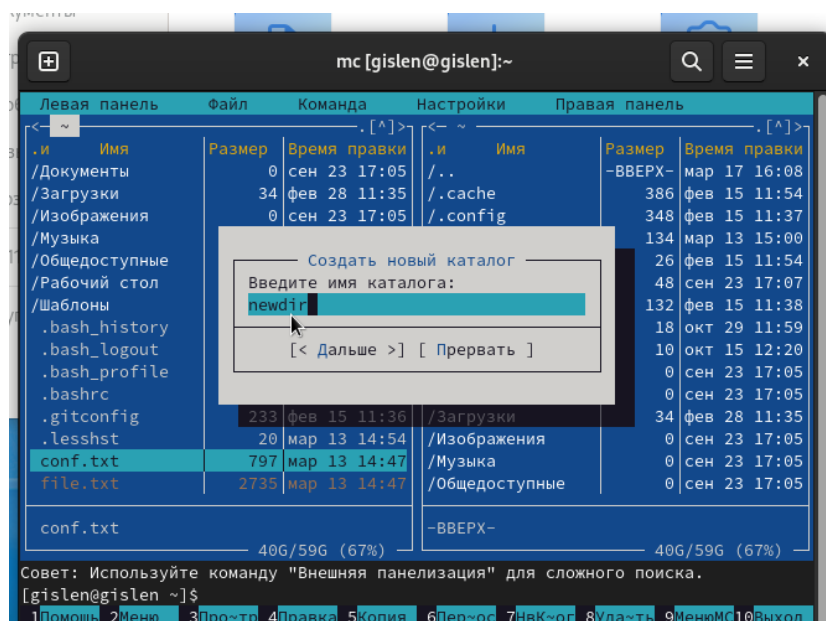 mc [gislen@gislen]:~
Левая панель Файл Команда Настройки Правая панель
<— ~ .[^]> <— ~ .[^]>
.и Имя Размер Время правки .и Имя Размер Время правки
/Документы 0 сен 23 17:05 /.. -ВВЕРХ- мар 17 16:08
/Загрузки 34 фев 28 11:35 /.cache 386 фев 15 11:54
/Изображения 0 сен 23 17:05 /.config 348 фев 15 11:37
/Музыка 134 мар 13 15:00
/Общедоступные 26 фев 15 11:54
/Рабочий стол 48 сен 23 17:07
/Шаблоны 132 фев 15 11:38
.bash_history 18 окт 29 11:59
.bash_logout 10 окт 15 12:20
.bash_profile 0 сен 23 17:05
.bashrc 0 сен 23 17:05
Создать новый каталог
Введите имя каталога:
newdir
[< Дальше >] [ Прервать ]
.gitconfig 233 фев 15 11:36 /Загрузки 34 фев 28 11:35
.lesshst 20 мар 13 14:54 /Изображения 0 сен 23 17:05
conf.txt 797 мар 13 14:47 /Музыка 0 сен 23 17:05
file.txt 2735 мар 13 14:47 /Общедоступные 0 сен 23 17:05
conf.txt -ВВЕРХ-
40G/59G (67%) 40G/59G (67%)
Совет: Используйте команду "Внешняя панелизация" для сложного поиска.
[gislen@gislen ~]$
1Помощь 2Меню 3Про~тр 4Правка 5Копия 6Пер~ос 7НвК~ог 8Уда~ть 9МенюМС 10Выход